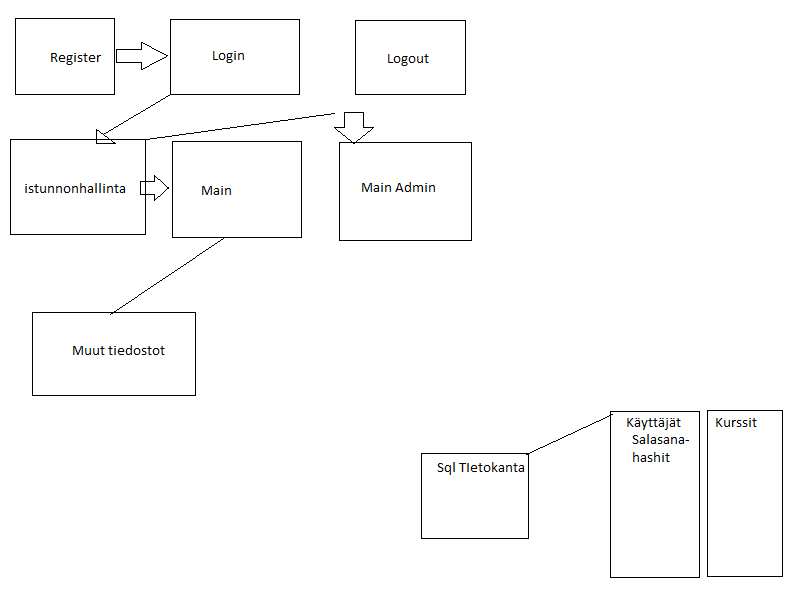 Register
Login
Logout
istunnonhallinta
Main
Main Admin
Muut tiedostot
Sql TIetokanta
Käyttäjät
Salasana-
hashit
Kurssit